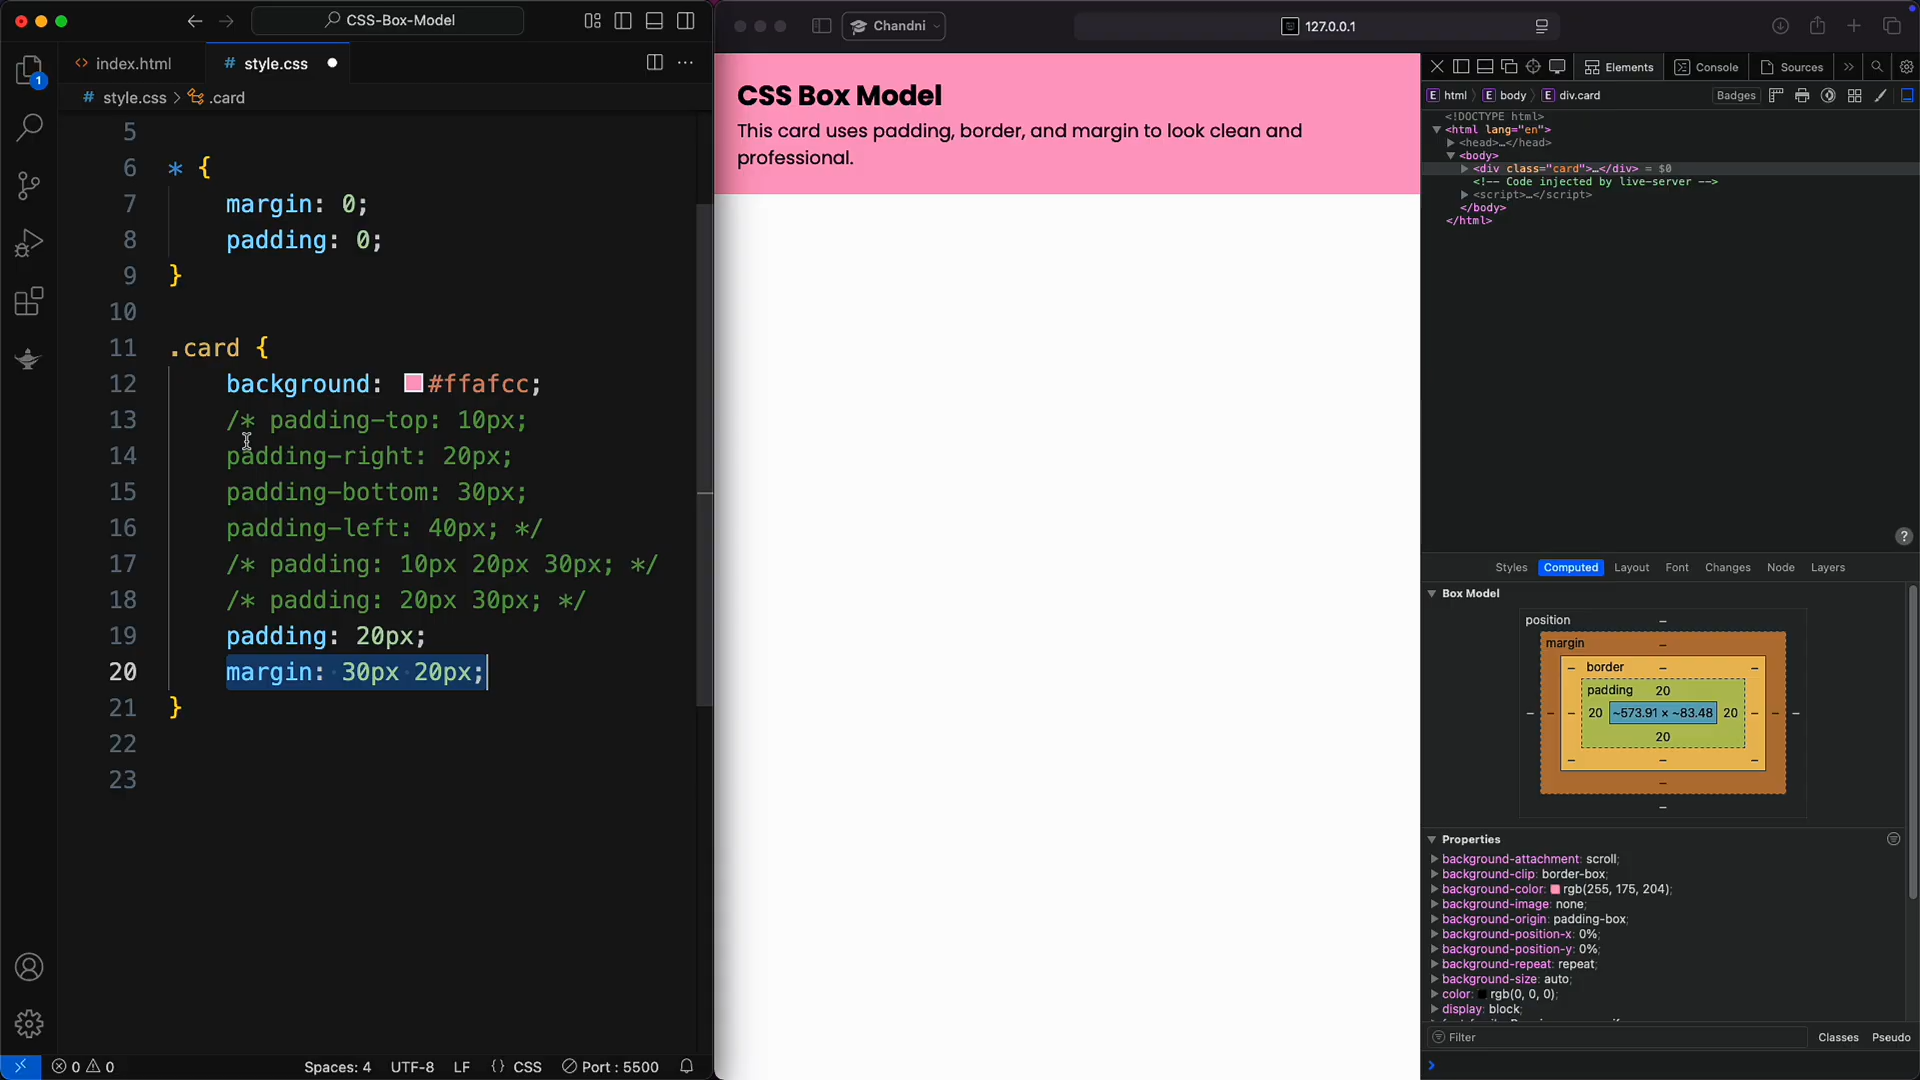 CSS-Box-Model
index.html
# style.css
# style.css > .card
1
5
6 * {
7 margin: 0;
8 padding: 0;
9 }
10
11 .card {
12 background: #ffafcc;
13 /* padding-top: 10px;
14 padding-right: 20px;
15 padding-bottom: 30px;
16 padding-left: 40px; */
17 /* padding: 10px 20px 30px; */
18 /* padding: 20px 30px; */
19 padding: 20px;
20 margin: 30px 20px;
21 }
22
23
0 0
Spaces: 4 UTF-8 LF {} CSS Port : 5500
Chandni
127.0.0.1
CSS Box Model
This card uses padding, border, and margin to look clean and
professional.
Elements Console Sources
E html E body E div.card
Badges
<!DOCTYPE html>
<html lang="en">
<head>…</head>
<body>
<div class="card">…</div> = $0
<!-- Code injected by live-server -->
<script>…</script>
</body>
</html>
?
Styles Computed Layout Font Changes Node Layers
Box Model
position –
margin –
– border – –
padding 20
– – – 20 ~573.91 × ~83.48 20 – – –
20
– – –
–
–
Properties
background-attachment: scroll;
background-clip: border-box;
background-color: rgb(255, 175, 204);
background-image: none;
background-origin: padding-box;
background-position-x: 0%;
background-position-y: 0%;
background-repeat: repeat;
background-size: auto;
color: rgb(0, 0, 0);
display: block;
Filter
Classes Pseudo